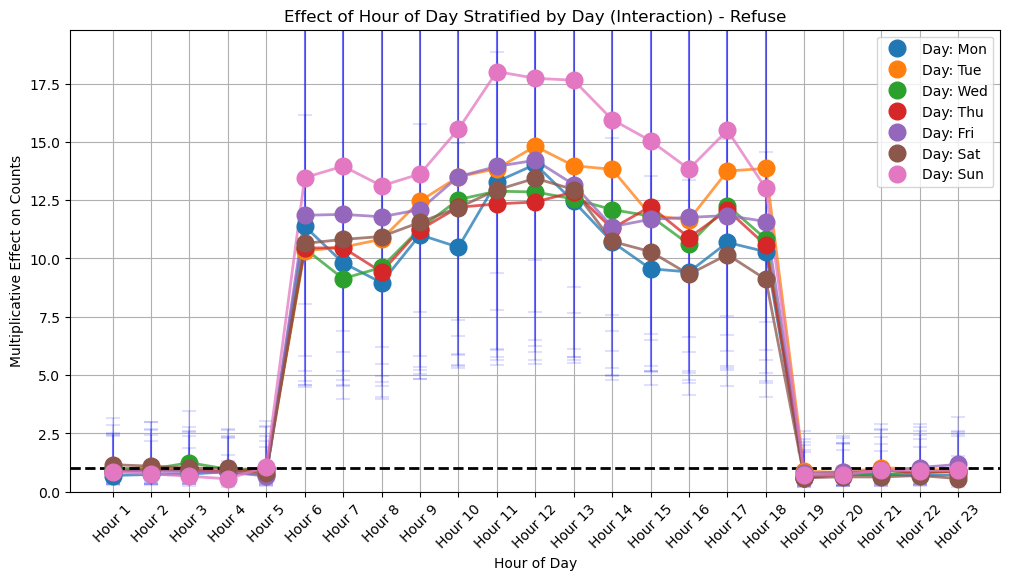 Effect of Hour of Day Stratified by Day (Interaction) - Refuse
Multiplicative Effect on Counts
17.5
15.0
12.5
10.0
7.5
5.0
2.5
0.0
Day: Mon
Day: Tue
Day: Wed
Day: Thu
Day: Fri
Day: Sat
Day: Sun
Hour 1
Hour 2
Hour 3
Hour 4
Hour 5
Hour 6
Hour 7
Hour 8
Hour 9
Hour 10
Hour 11
Hour 12
Hour 13
Hour 14
Hour 15
Hour 16
Hour 17
Hour 18
Hour 19
Hour 20
Hour 21
Hour 22
Hour 23
Hour of Day